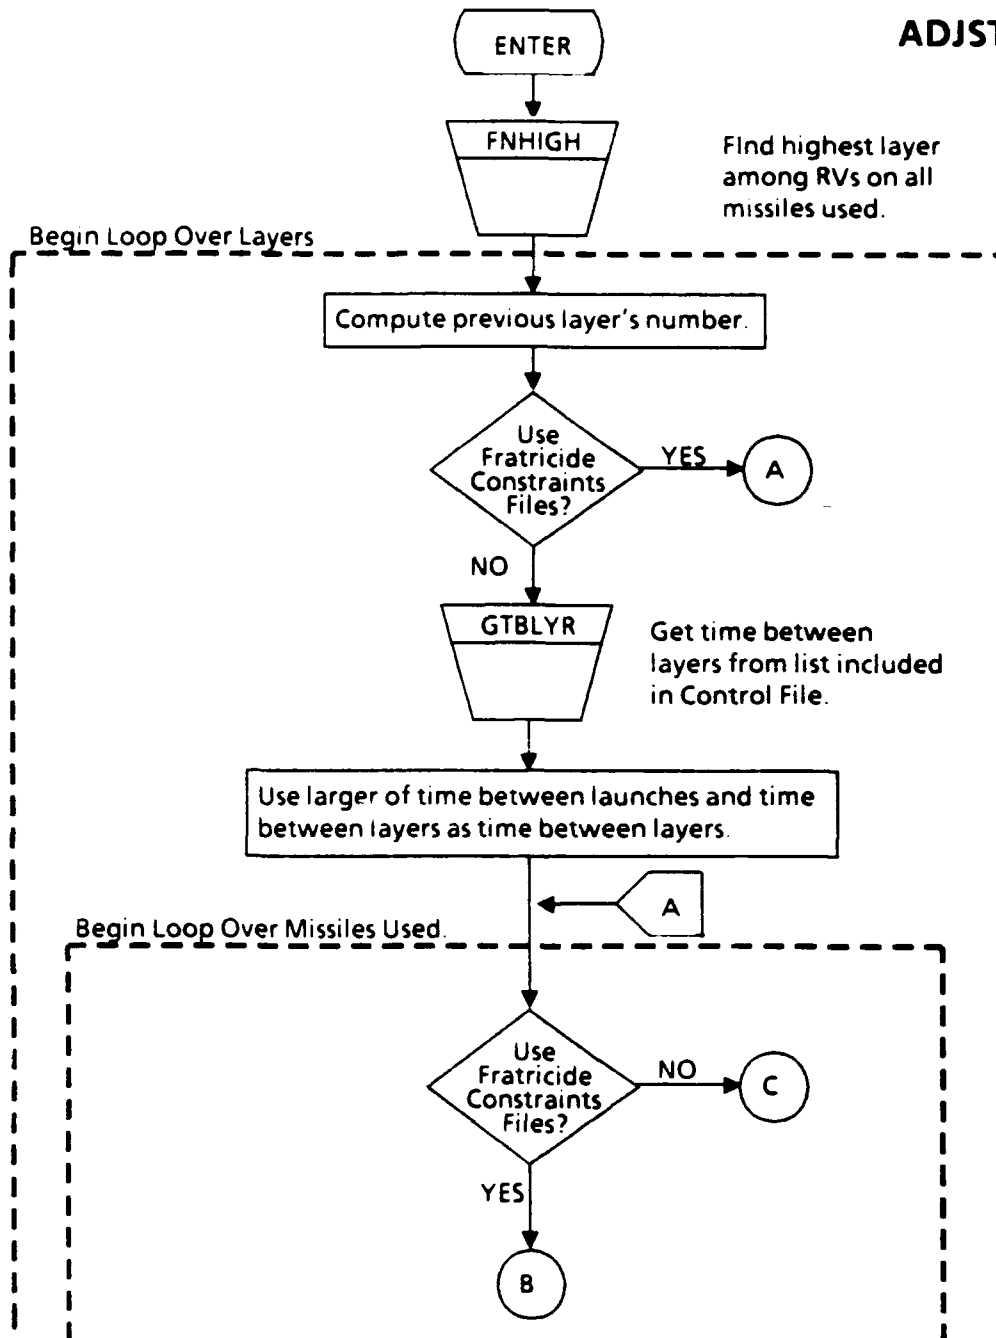 ADJST
ENTER
FNHIGH
FInd highest layer
among RVs on all
missiles used.
Begin Loop Over Layers
Compute previous layer's number.
Use
Fratricide
Constraints
Files?
YES
A
NO
GTBLYR
Get time between
layers from list included
in Control File.
Use larger of time between launches and time
between layers as time between layers.
A
Begin Loop Over Missiles Used.
Use
Fratricide
Constraints
Files?
NO
C
YES
B